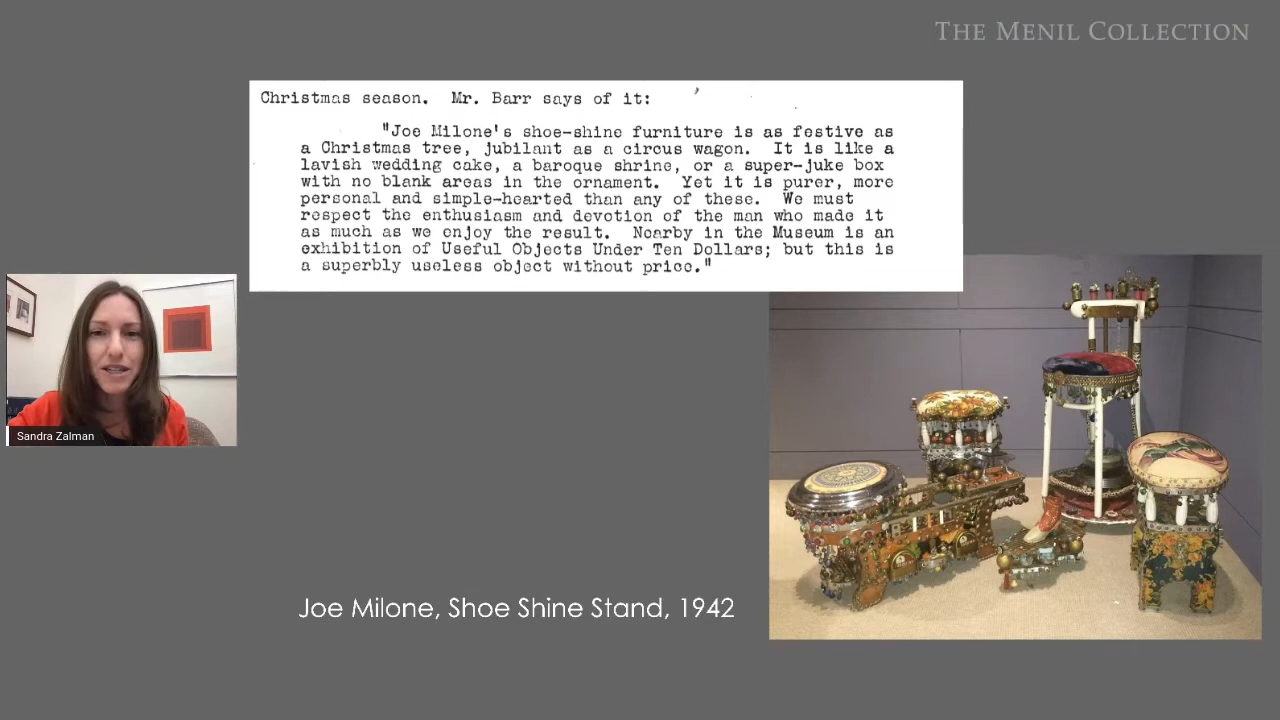 THE MENIL COLLECTION
Christmas season. Mr. Barr says of it:
"Joe Milone's shoe-shine furniture is as festive as
a Christmas tree, jubilant as a circus wagon. It is like a
lavish wedding cake, a baroque shrine, or a super-juke box
with no blank areas in the ornament. Yet it is purer, more
personal and simple-hearted than any of these. We must
respect the enthusiasm and devotion of the man who made it
as much as we enjoy the result. Nearby in the Museum is an
exhibition of Useful Objects Under Ten Dollars; but this is
a superbly useless object without price."
Sandra Zalman
Joe Milone, Shoe Shine Stand, 1942